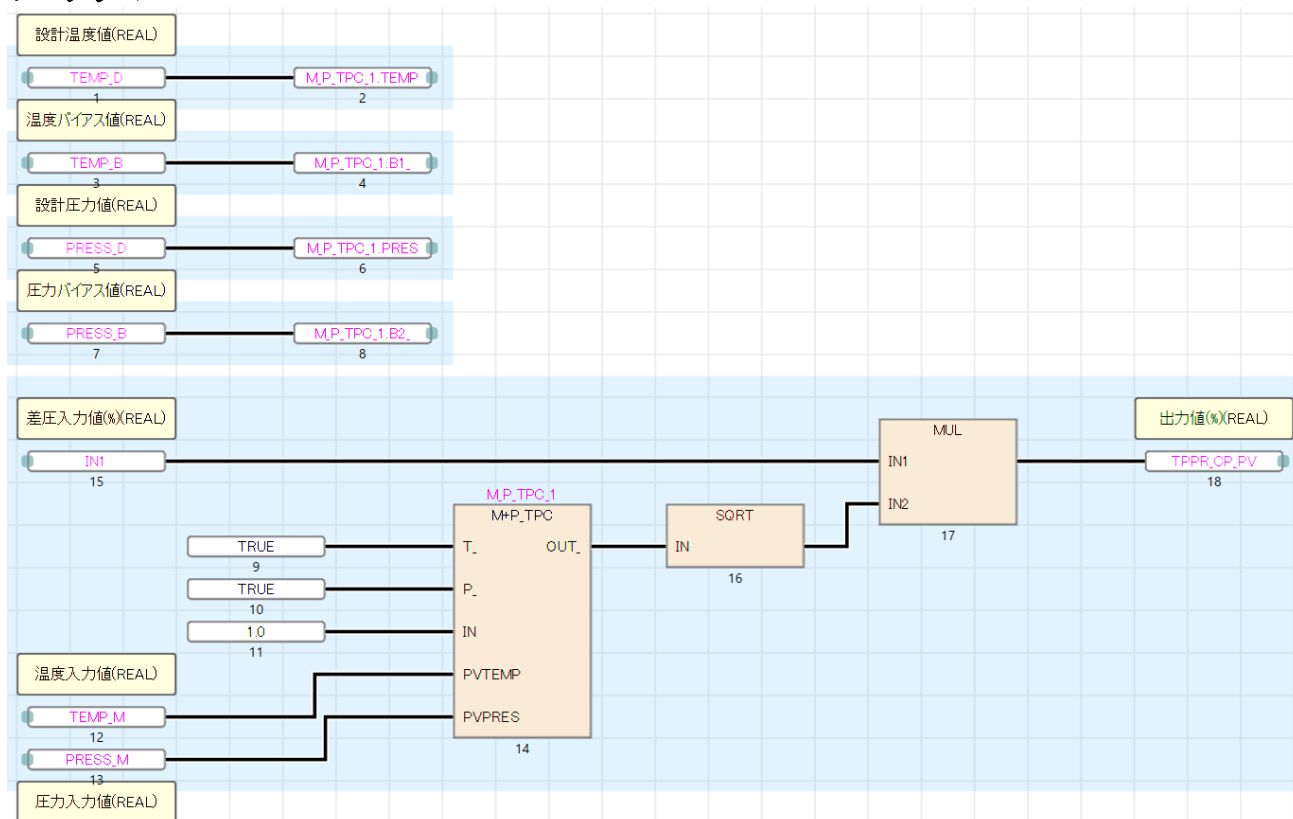 設計温度値(REAL)
TEMP_D
M_P_TPC_1.TEMP
1
2
温度バイアス値(REAL)
TEMP_B
M_P_TPC_1.B1_
3
4
設計圧力値(REAL)
PRESS_D
M_P_TPC_1.PRES
5
6
圧力バイアス値(REAL)
PRESS_B
M_P_TPC_1.B2_
7
8
差圧入力値(%)(REAL)
IN1
15
MUL
IN1
IN2
17
出力値(%)(REAL)
TPPR_CP_PV
18
M_P_TPC_1
M+P_TPC
T_
OUT_
P_
IN
PVTEMP
PVPRES
14
SQRT
IN
16
TRUE
9
TRUE
10
1.0
11
温度入力値(REAL)
TEMP_M
12
PRESS_M
13
圧力入力値(REAL)